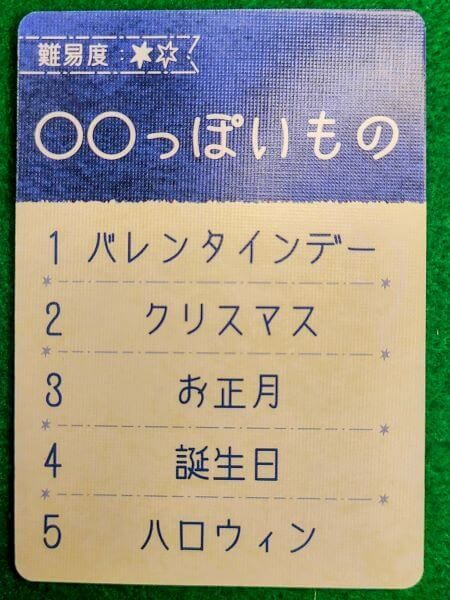 難易度:★☆
〇〇っぽいもの
1 バレンタインデー
2 クリスマス
3 お正月
4 誕生日
5 ハロウィン